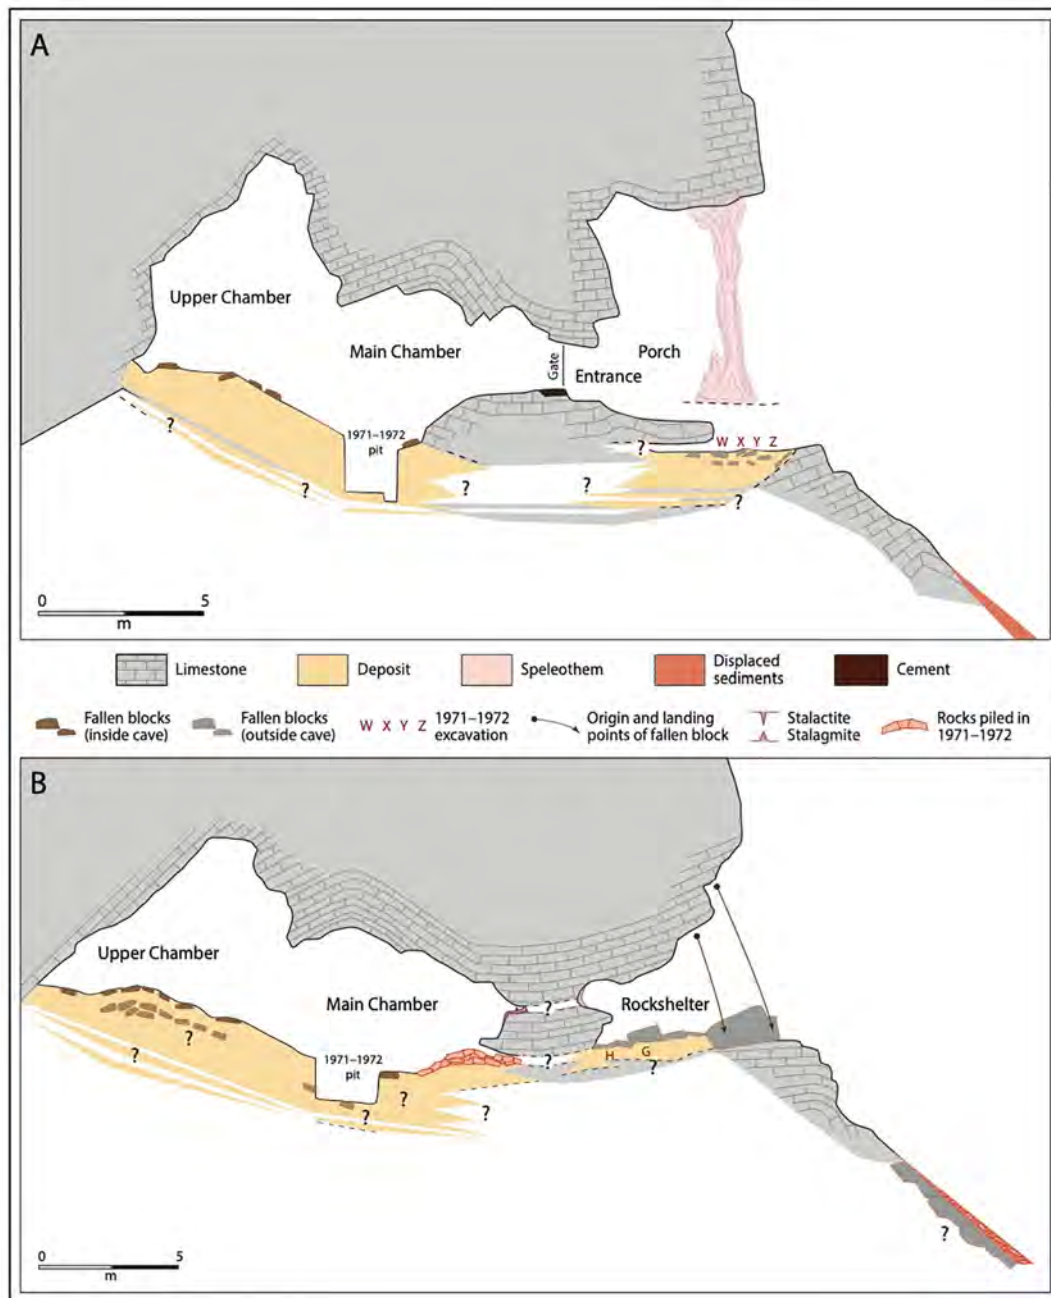 A
Upper Chamber
Main Chamber
Gate
Porch
Entrance
1971–1972
pit
W X Y Z
?
?
?
?
?
?
0 5
m
Limestone
Deposit
Speleothem
Displaced
sediments
Cement
Fallen blocks
(inside cave)
Fallen blocks
(outside cave)
W X Y Z
1971–1972
excavation
Origin and landing
points of fallen block
Stalactite
Stalagmite
Rocks piled in
1971–1972
B
Upper Chamber
Main Chamber
Rockshelter
?
1971–1972
pit
H G
?
?
?
?
?
?
?
?
0 5
m